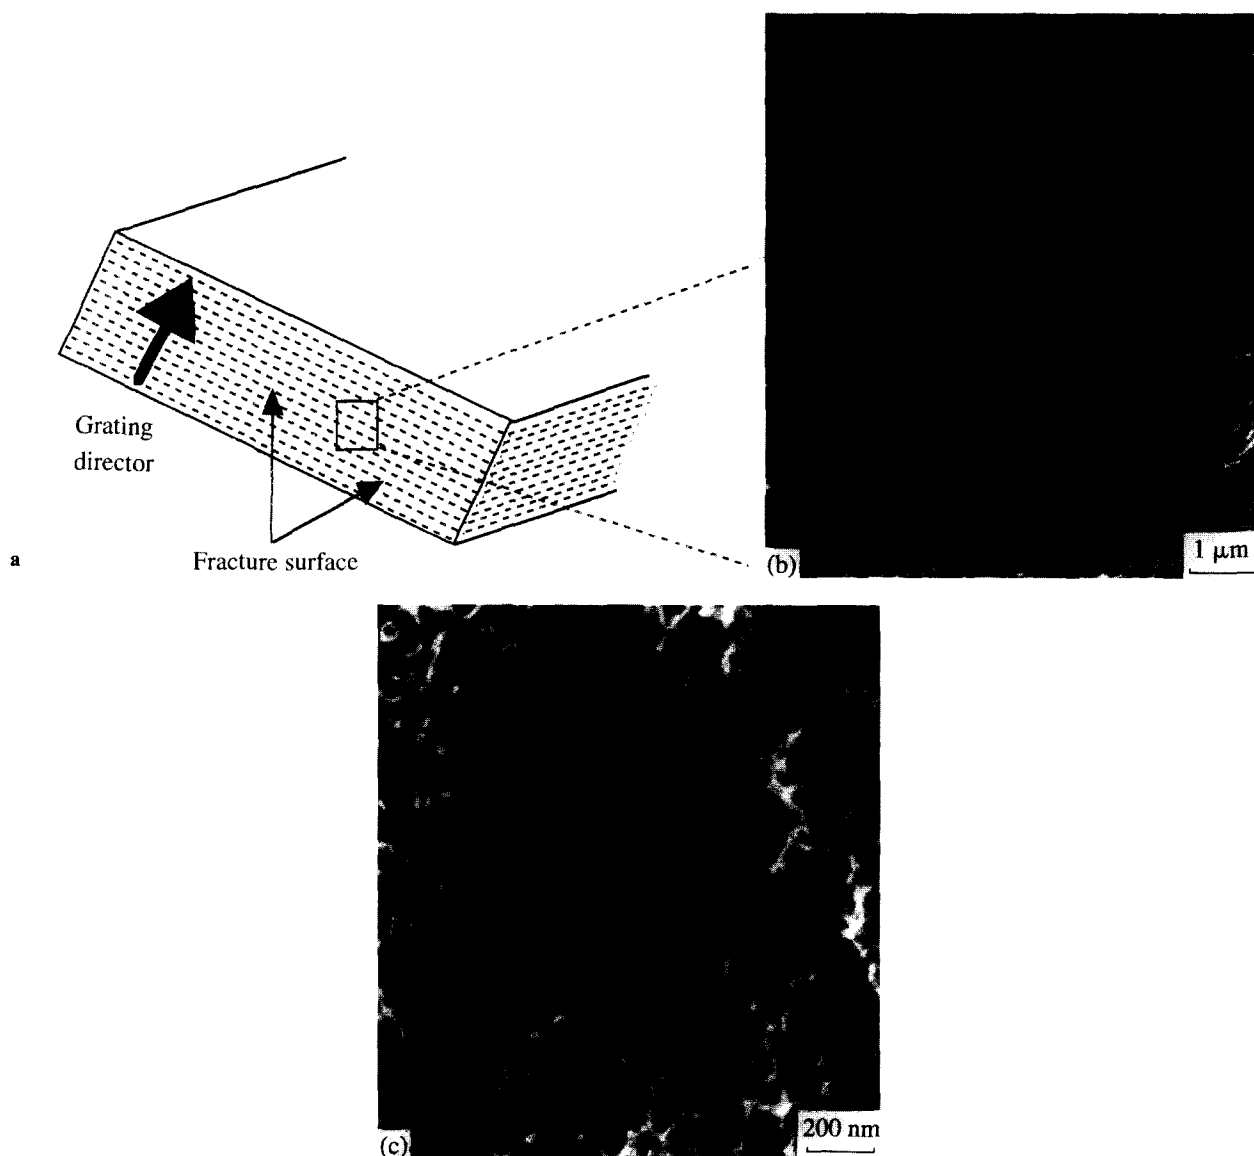 Grating
director
a
Fracture surface
(b)
1 μm
(c)
200 nm